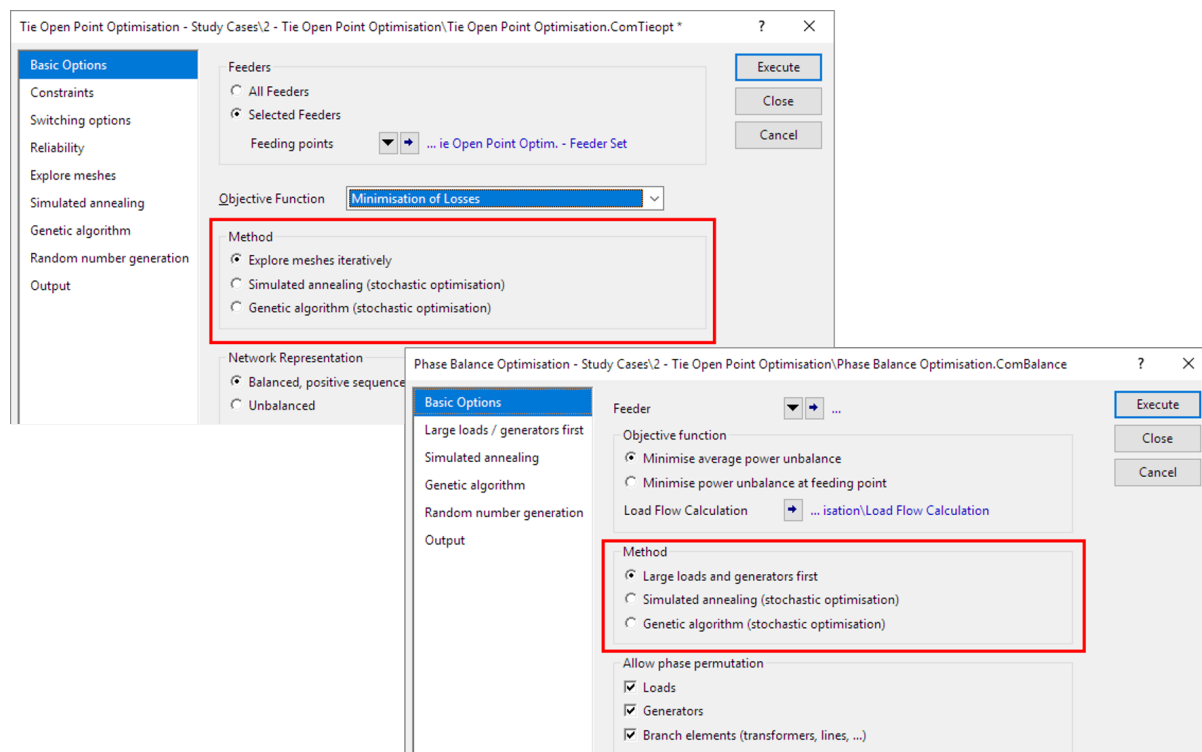 Tie Open Point Optimisation - Study Cases\2 - Tie Open Point Optimisation\Tie Open Point Optimisation.ComTieopt *
?
Basic Options
Constraints
Switching options
Reliability
Explore meshes
Simulated annealing
Genetic algorithm
Random number generation
Output
Feeders
All Feeders
Selected Feeders
Feeding points
... ie Open Point Optim. - Feeder Set
Objective Function
Minimisation of Losses
Method
Explore meshes iteratively
Simulated annealing (stochastic optimisation)
Genetic algorithm (stochastic optimisation)
Network Representation
Balanced, positive sequence
Unbalanced
Execute
Close
Cancel
Phase Balance Optimisation - Study Cases\2 - Tie Open Point Optimisation\Phase Balance Optimisation.ComBalance
?
Basic Options
Large loads / generators first
Simulated annealing
Genetic algorithm
Random number generation
Output
Feeder
...
Objective function
Minimise average power unbalance
Minimise power unbalance at feeding point
Load Flow Calculation
... isation\Load Flow Calculation
Method
Large loads and generators first
Simulated annealing (stochastic optimisation)
Genetic algorithm (stochastic optimisation)
Allow phase permutation
Loads
Generators
Branch elements (transformers, lines, ...)
Execute
Close
Cancel